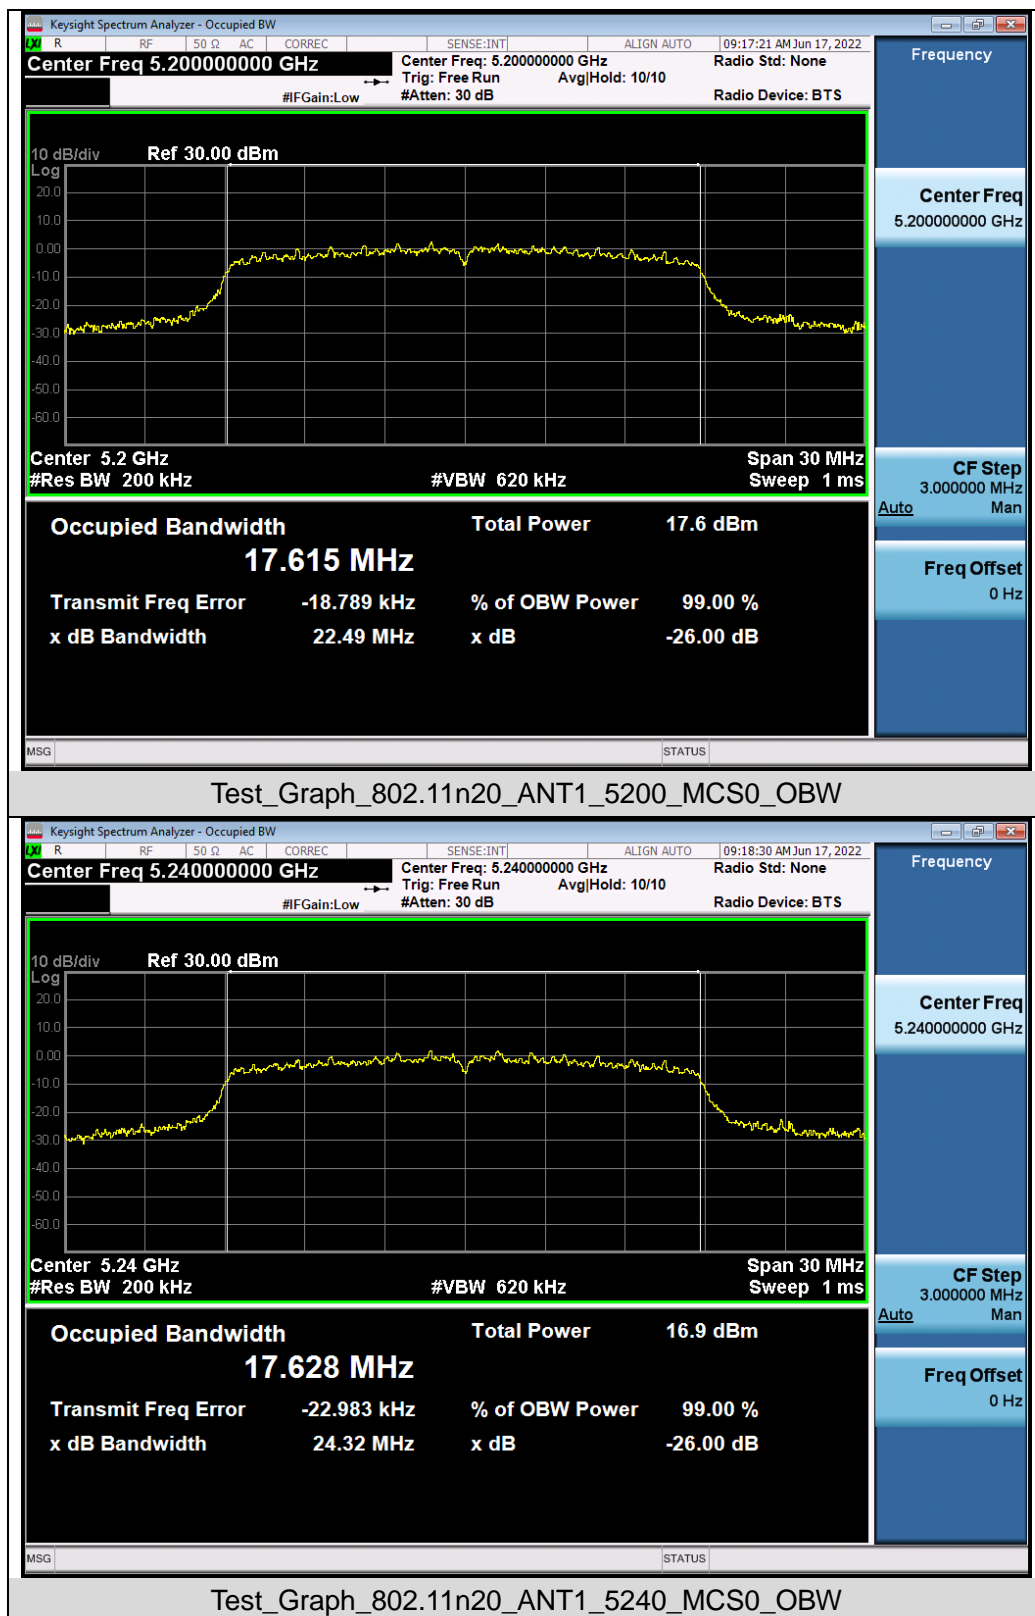 Keysight Spectrum Analyzer - Occupied BW
LXI R RF 50 Ω AC CORREC SENSE:INT ALIGN AUTO 09:17:21 AM Jun 17, 2022
Center Freq 5.200000000 GHz Center Freq: 5.200000000 GHz Radio Std: None Frequency
Trig: Free Run Avg|Hold: 10/10
#IFGain:Low #Atten: 30 dB Radio Device: BTS
10 dB/div Ref 30.00 dBm
Log
20.0
10.0
0.00
-10.0
-20.0
-30.0
-40.0
-50.0
-60.0
Center Freq
5.200000000 GHz
Center 5.2 GHz Span 30 MHz
#Res BW 200 kHz #VBW 620 kHz Sweep 1 ms
CF Step
3.000000 MHz
Auto Man
Occupied Bandwidth Total Power 17.6 dBm
17.615 MHz
Transmit Freq Error -18.789 kHz % of OBW Power 99.00 %
x dB Bandwidth 22.49 MHz x dB -26.00 dB
Freq Offset
0 Hz
MSG STATUS
Test_Graph_802.11n20_ANT1_5200_MCS0_OBW
Keysight Spectrum Analyzer - Occupied BW
LXI R RF 50 Ω AC CORREC SENSE:INT ALIGN AUTO 09:18:30 AM Jun 17, 2022
Center Freq 5.240000000 GHz Center Freq: 5.240000000 GHz Radio Std: None Frequency
Trig: Free Run Avg|Hold: 10/10
#IFGain:Low #Atten: 30 dB Radio Device: BTS
10 dB/div Ref 30.00 dBm
Log
20.0
10.0
0.00
-10.0
-20.0
-30.0
-40.0
-50.0
-60.0
Center Freq
5.240000000 GHz
Center 5.24 GHz Span 30 MHz
#Res BW 200 kHz #VBW 620 kHz Sweep 1 ms
CF Step
3.000000 MHz
Auto Man
Occupied Bandwidth Total Power 16.9 dBm
17.628 MHz
Transmit Freq Error -22.983 kHz % of OBW Power 99.00 %
x dB Bandwidth 24.32 MHz x dB -26.00 dB
Freq Offset
0 Hz
MSG STATUS
Test_Graph_802.11n20_ANT1_5240_MCS0_OBW